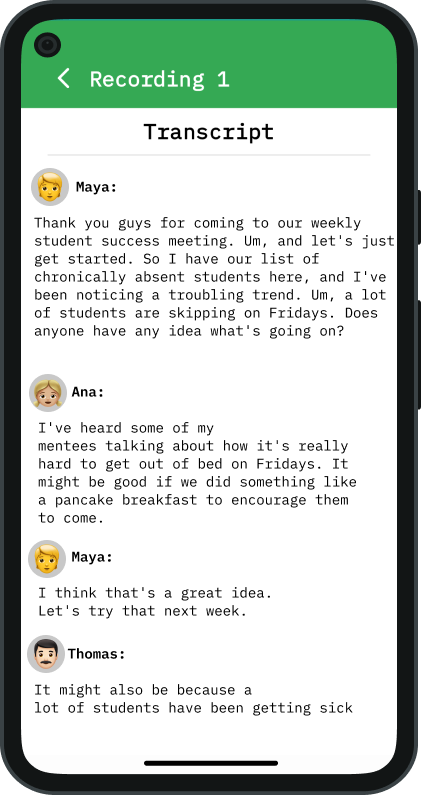 Recording 1
Transcript
Maya:
Thank you guys for coming to our weekly
student success meeting. Um, and let's just
get started. So I have our list of
chronically absent students here, and I've
been noticing a troubling trend. Um, a lot
of students are skipping on Fridays. Does
anyone have any idea what's going on?
Ana:
I've heard some of my
mentees talking about how it's really
hard to get out of bed on Fridays. It
might be good if we did something like
a pancake breakfast to encourage them
to come.
Maya:
I think that's a great idea.
Let's try that next week.
Thomas:
It might also be because a
lot of students have been getting sick